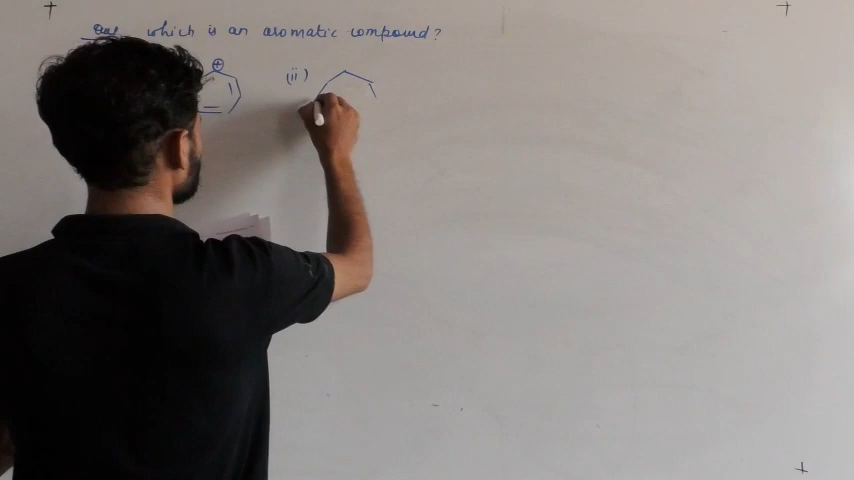 Que which is an aromatic compound?
⊕ (ii)